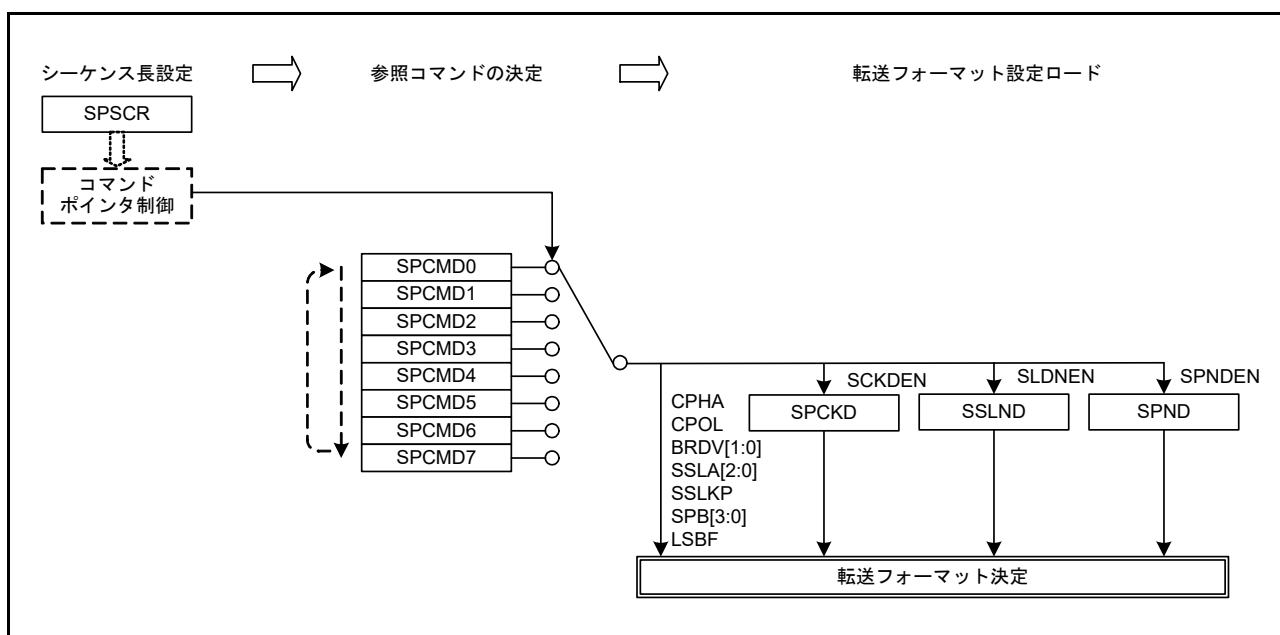 シーケンス長設定
参照コマンドの決定
転送フォーマット設定ロード
SPSCR
コマンド
ポインタ制御
SPCMD0
SPCMD1
SPCMD2
SPCMD3
SPCMD4
SPCMD5
SPCMD6
SPCMD7
CPHA
CPOL
BRDV[1:0]
SSLA[2:0]
SSLKP
SPB[3:0]
LSBF
SCKDEN
SPCKD
SLDNEN
SSLND
SPNDEN
SPND
転送フォーマット決定